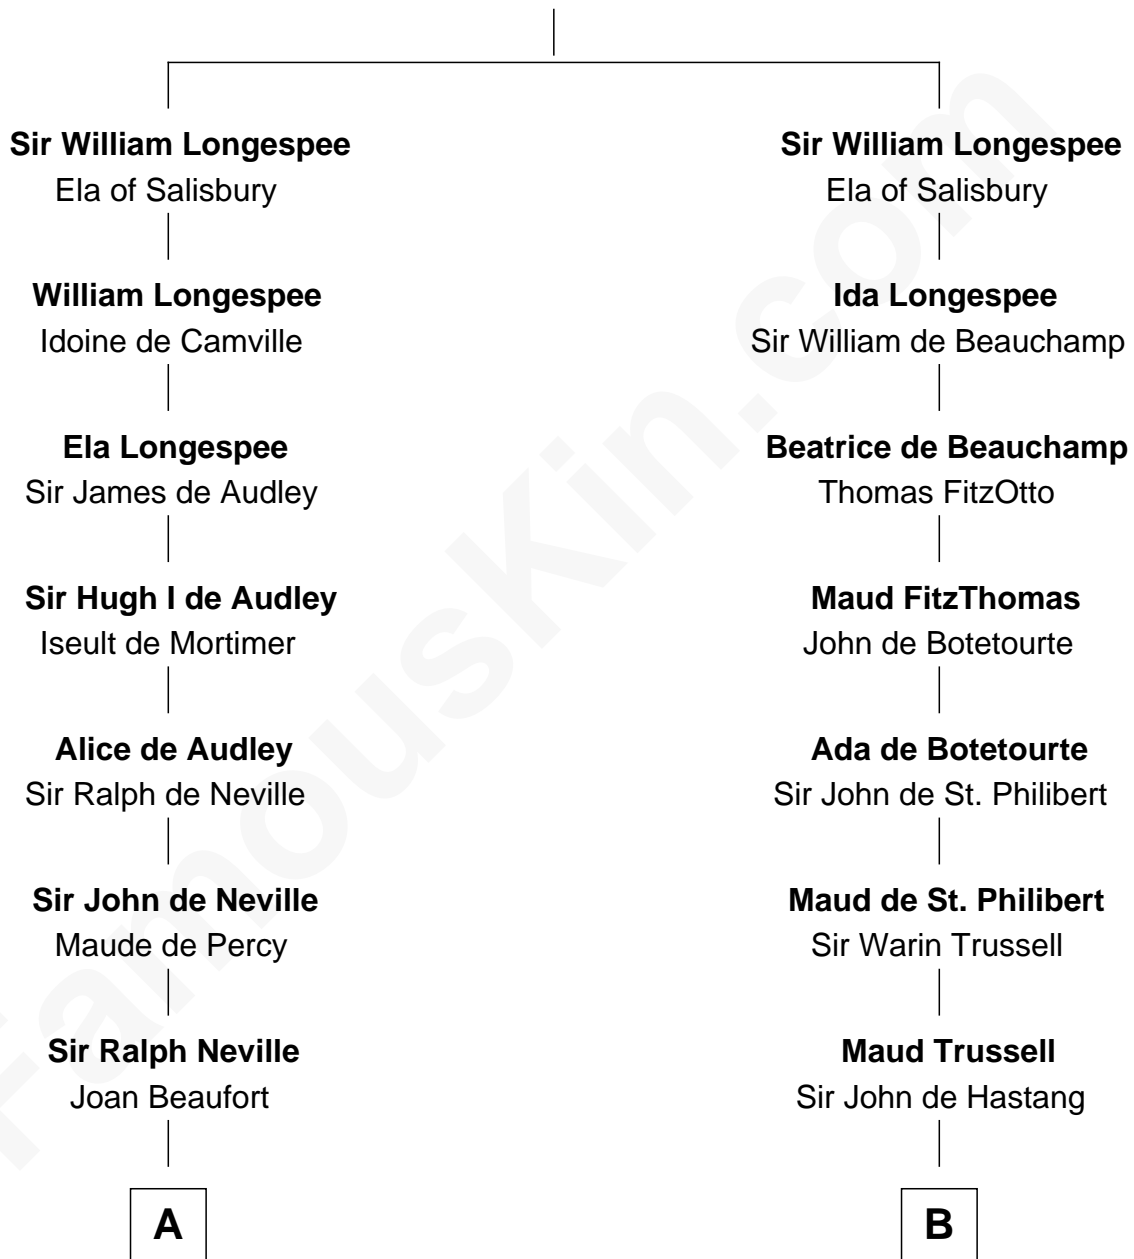 Sir William Longespee
Ela of Salisbury
William Longespee
Idoine de Camville
Ela Longespee
Sir James de Audley
Sir Hugh I de Audley
Iseult de Mortimer
Alice de Audley
Sir Ralph de Neville
Sir John de Neville
Maude de Percy
Sir Ralph Neville
Joan Beaufort
A
Sir William Longespee
Ela of Salisbury
Ida Longespee
Sir William de Beauchamp
Beatrice de Beauchamp
Thomas FitzOtto
Maud FitzThomas
John de Botetourte
Ada de Botetourte
Sir John de St. Philibert
Maud de St. Philibert
Sir Warin Trussell
Maud Trussell
Sir John de Hastang
B
FamousKin.com